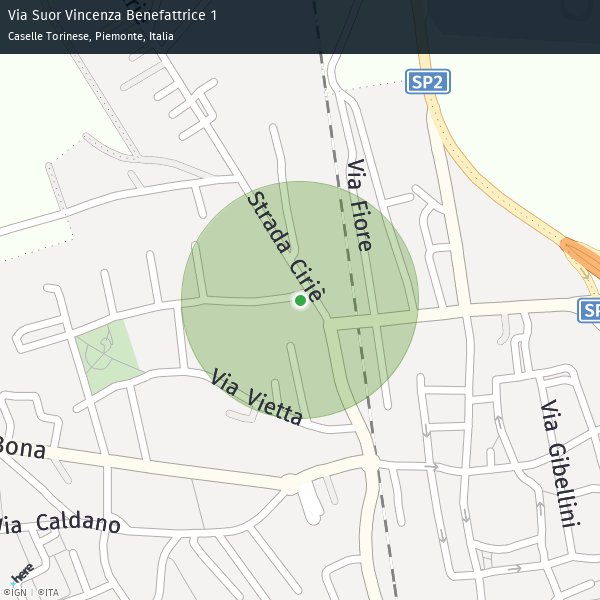 Via Suor Vincenza Benefattrice 1
Caselle Torinese, Piemonte, Italia
SP2
Via Fiore
Strada Ciriè
SP
Via Vietta
Via Gibellini
Bona
Via Caldano
here
©IGN | ©ITA